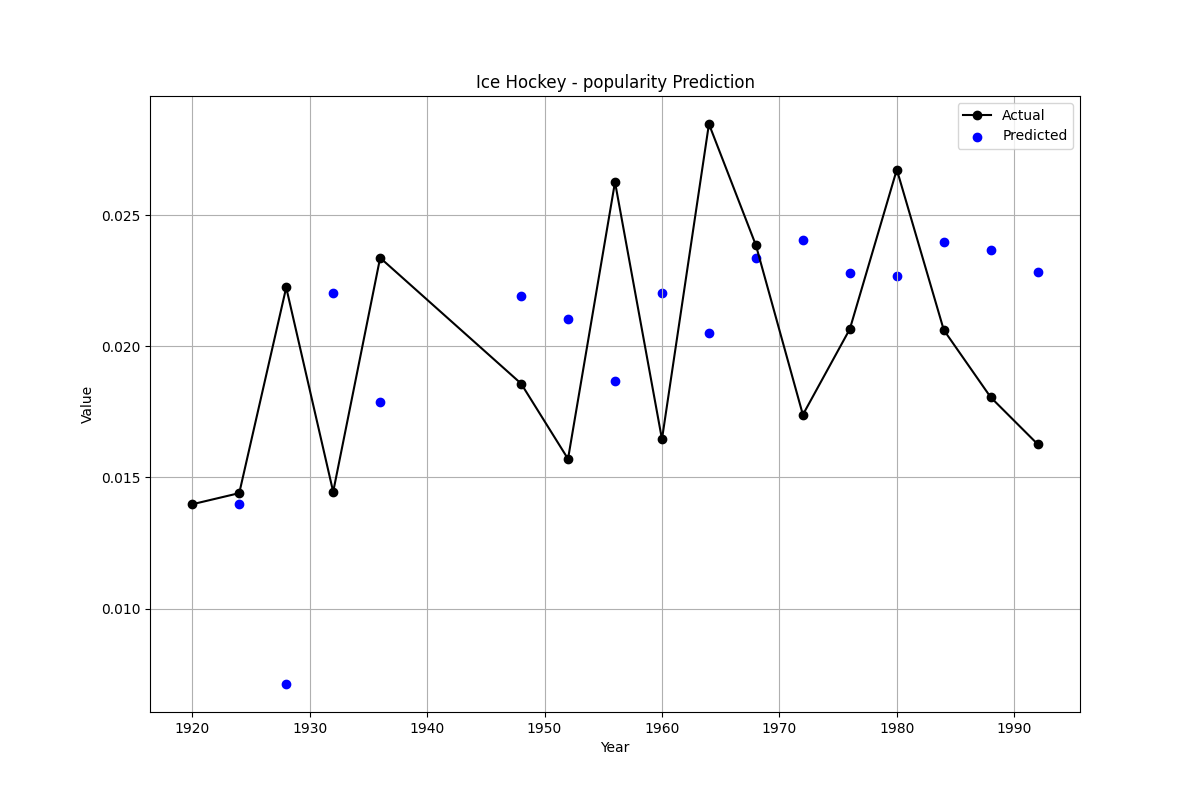 Ice Hockey - popularity Prediction
Actual
Predicted
0.025
0.020
0.015
0.010
Value
1920 1930 1940 1950 1960 1970 1980 1990
Year